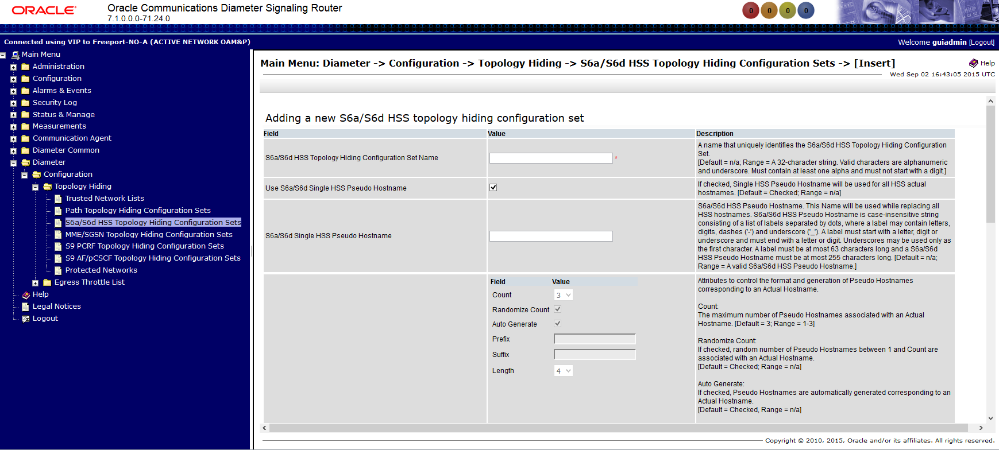 ORACLE®
Oracle Communications Diameter Signaling Router
7.1.0.0.0-71.24.0
0 0 0 0
Connected using VIP to Freeport-NO-A (ACTIVE NETWORK OAM&P)
Welcome guiadmin [Logout]
Main Menu
Administration
Configuration
Alarms & Events
Security Log
Status & Manage
Measurements
Communication Agent
Diameter Common
Diameter
Configuration
Topology Hiding
Trusted Network Lists
Path Topology Hiding Configuration Sets
S6a/S6d HSS Topology Hiding Configuration Sets
MME/SGSN Topology Hiding Configuration Sets
S9 PCRF Topology Hiding Configuration Sets
S9 AF/pCSCF Topology Hiding Configuration Sets
Protected Networks
Egress Throttle List
Help
Legal Notices
Logout
Main Menu: Diameter -> Configuration -> Topology Hiding -> S6a/S6d HSS Topology Hiding Configuration Sets -> [Insert]
Help
Wed Sep 02 16:43:05 2015 UTC
Adding a new S6a/S6d HSS topology hiding configuration set
Field Value Description
S6a/S6d HSS Topology Hiding Configuration Set Name
*
A name that uniquely identifies the S6a/S6d HSS Topology Hiding Configuration
Set.
[Default = n/a; Range = A 32-character string. Valid characters are alphanumeric
and underscore. Must contain at least one alpha and must not start with a digit.]
Use S6a/S6d Single HSS Pseudo Hostname
If checked, Single HSS Pseudo Hostname will be used for all HSS actual
hostnames. [Default = Checked; Range = n/a]
S6a/S6d Single HSS Pseudo Hostname
S6a/S6d HSS Pseudo Hostname. This Name will be used while replacing all
HSS hostnames. S6a/S6d HSS Pseudo Hostname is case-insensitive string
consisting of a list of labels separated by dots, where a label may contain letters,
digits, dashes ('-') and underscore ('_'). A label must start with a letter, digit or
underscore and must end with a letter or digit. Underscores may be used only as
the first character. A label must be at most 63 characters long and a S6a/S6d
HSS Pseudo Hostname must be at most 255 characters long. [Default = n/a;
Range = A valid S6a/S6d HSS Pseudo Hostname.]
Field Value
Count 3
Randomize Count
Auto Generate
Prefix
Suffix
Length 4
Attributes to control the format and generation of Pseudo Hostnames
corresponding to an Actual Hostname.
Count:
The maximum number of Pseudo Hostnames associated with an Actual
Hostname. [Default = 3; Range = 1-3]
Randomize Count:
If checked, random number of Pseudo Hostnames between 1 and Count are
associated with an Actual Hostname.
[Default = Checked; Range = n/a]
Auto Generate:
If checked, Pseudo Hostnames are automatically generated corresponding to an
Actual Hostname.
[Default = Checked, Range = n/a]
Copyright © 2010, 2015, Oracle and/or its affiliates. All rights reserved.